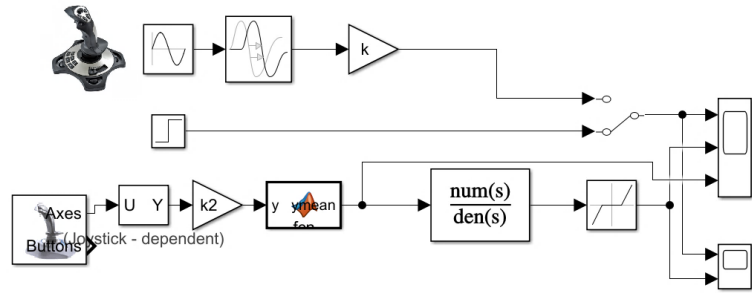 k
Axes
U Y
k2
y ymean
fcn
num(s)
den(s)
Buttons
(Joystick - dependent)